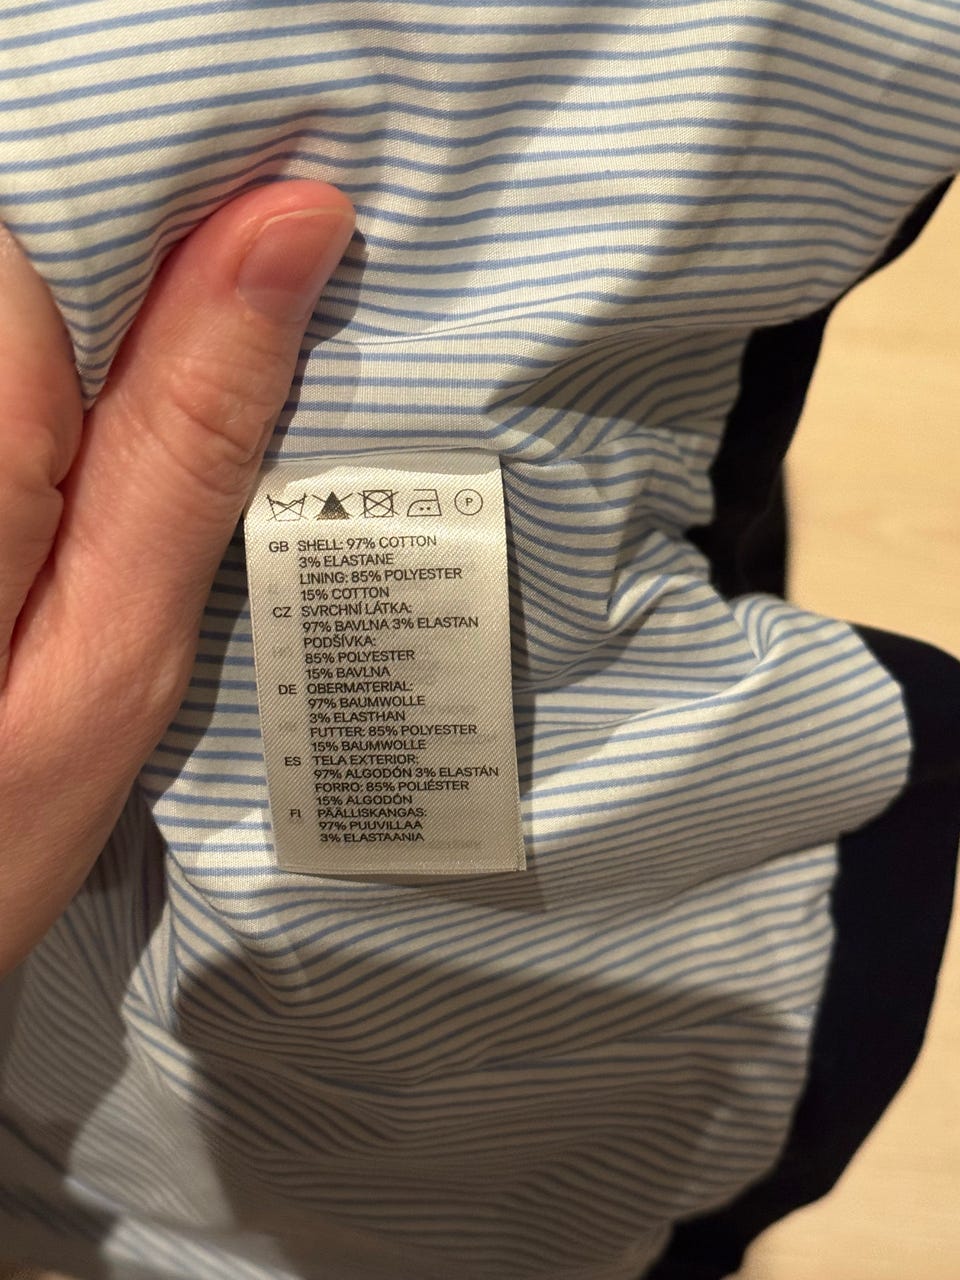 P
GB SHELL: 97% COTTON
3% ELASTANE
LINING: 85% POLYESTER
15% COTTON
CZ SVRCHNÍ LÁTKA:
97% BAVLNA 3% ELASTAN
PODŠÍVKA:
85% POLYESTER
15% BAVLNA
DE OBERMATERIAL:
97% BAUMWOLLE
3% ELASTHAN
FUTTER: 85% POLYESTER
15% BAUMWOLLE
ES TELA EXTERIOR:
97% ALGODÓN 3% ELASTÁN
FORRO: 85% POLIÉSTER
15% ALGODÓN
FI PÄÄLLISKANGAS:
97% PUUVILLAA
3% ELASTAANIA